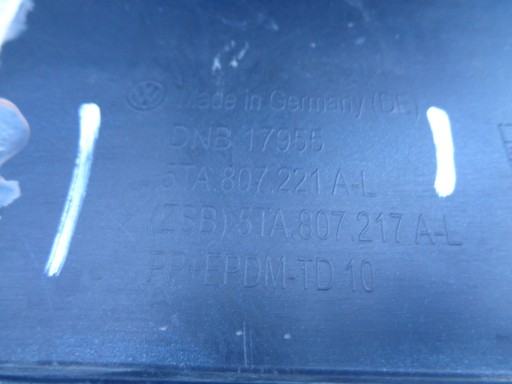 Made in Germany (DE)
DNB 17955
5TA.807.221 A-L
(ZSB) 5TA.807.217 A-L
PP+EPDM-TD 10